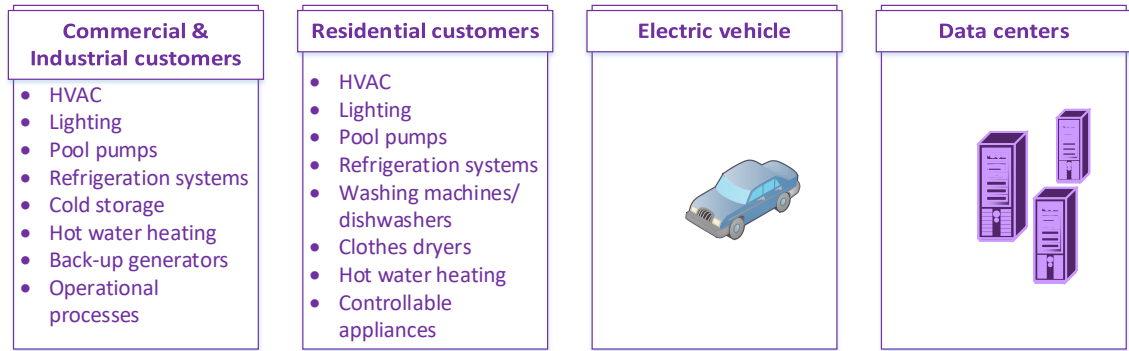 Commercial &
Industrial customers
• HVAC
• Lighting
• Pool pumps
• Refrigeration systems
• Cold storage
• Hot water heating
• Back-up generators
• Operational
processes
Residential customers
• HVAC
• Lighting
• Pool pumps
• Refrigeration systems
• Washing machines/
dishwashers
• Clothes dryers
• Hot water heating
• Controllable
appliances
Electric vehicle
Data centers